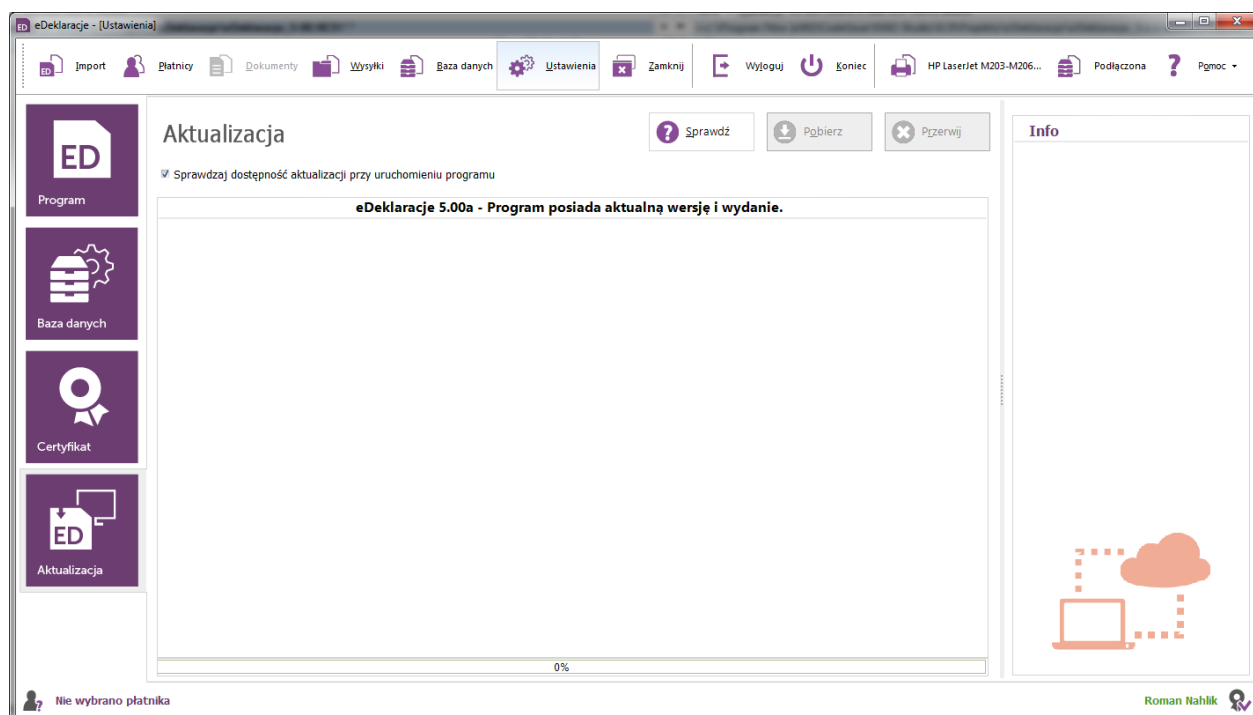 ED eDeklaracje - [Ustawienia]
ED Import Płatnicy Dokumenty Wysyłki Baza danych Ustawienia Zamknij Wyloguj Koniec HP LaserJet M203-M206... Podłączona ? Pomoc
ED
Program
Baza danych
Certyfikat
ED
Aktualizacja
Aktualizacja
? Sprawdź Pobierz Przerwij
Sprawdzaj dostępność aktualizacji przy uruchomieniu programu
eDeklaracje 5.00a - Program posiada aktualną wersję i wydanie.
0%
Info
? Nie wybrano płatnika
Roman Nahlik